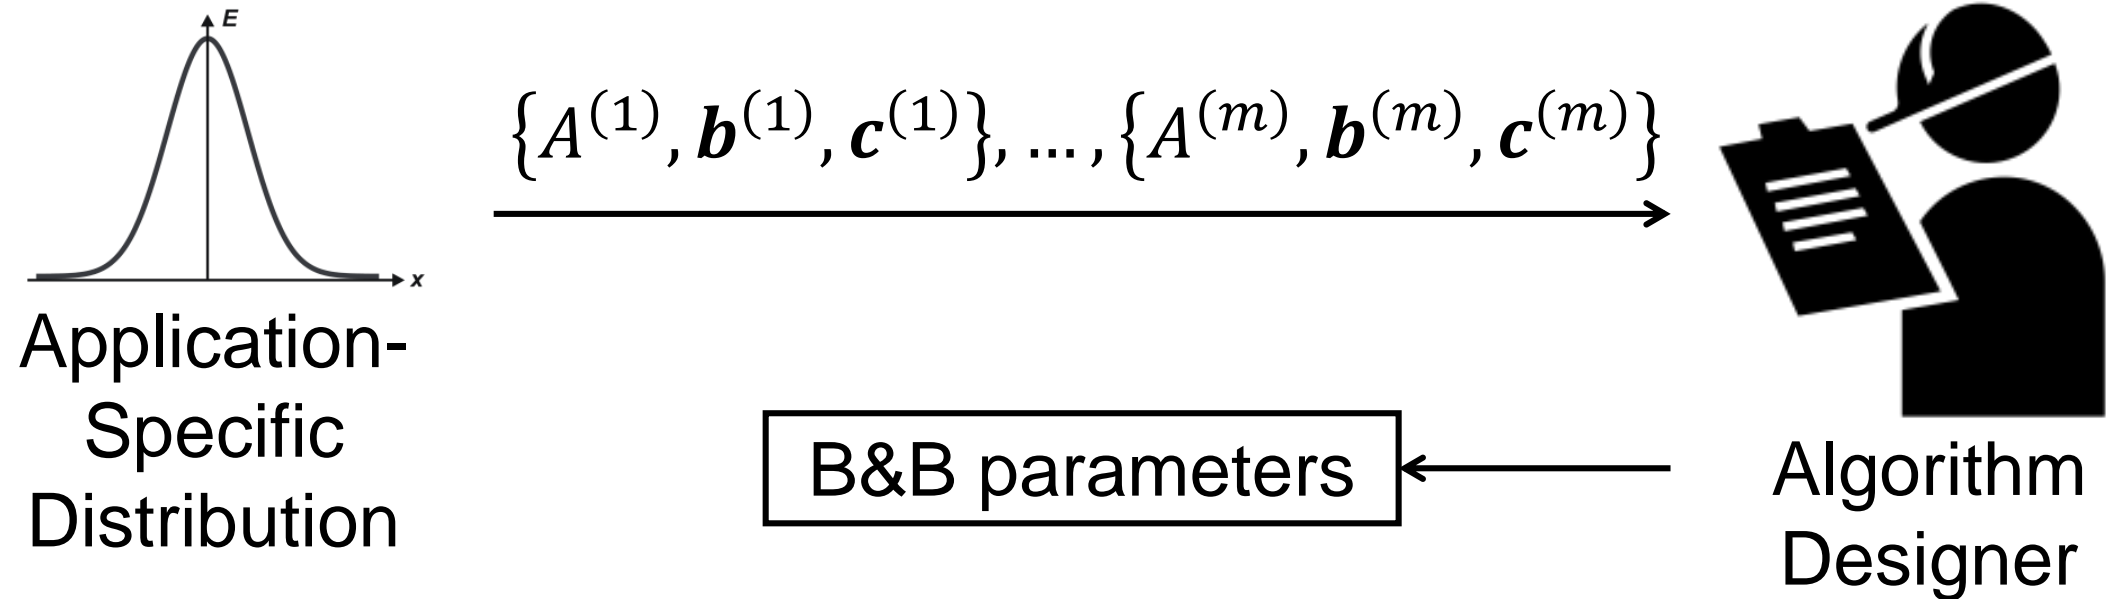 E
x
Application-
Specific
Distribution
{A^(1), b^(1), c^(1)}, … , {A^(m), b^(m), c^(m)}
B&B parameters
Algorithm
Designer